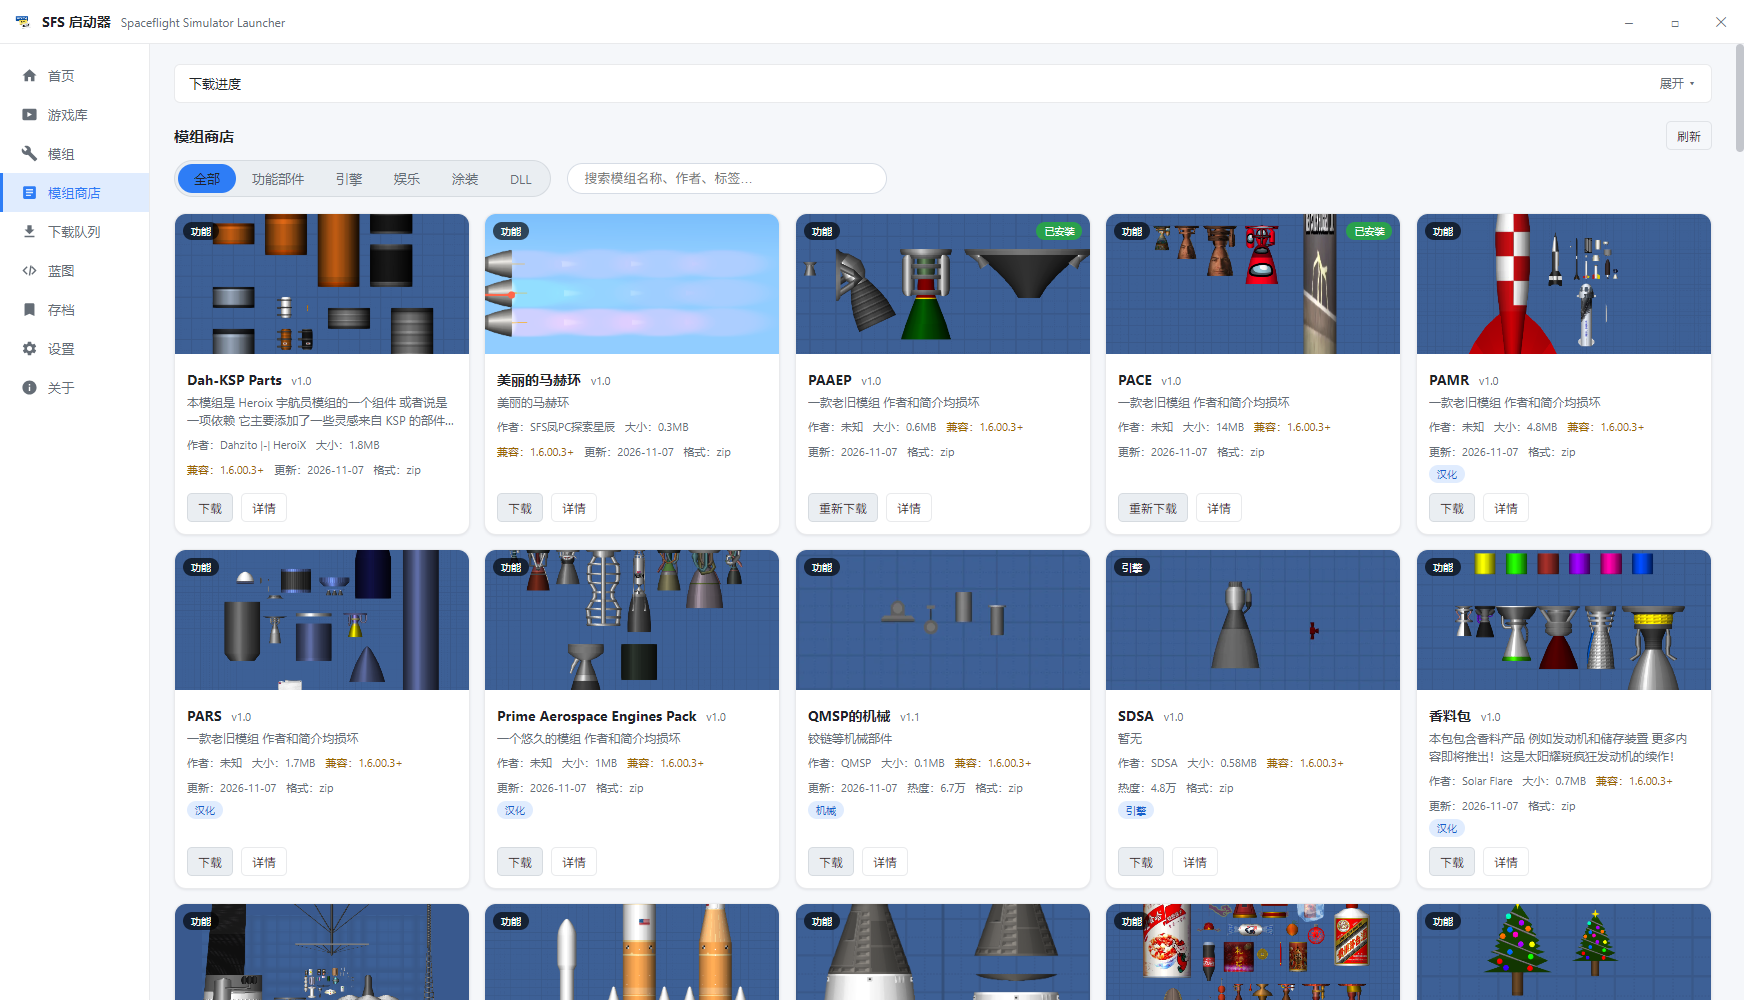 SFS 启动器 Spaceflight Simulator Launcher
首页
游戏库
模组
模组商店
下载队列
蓝图
存档
设置
关于
下载进度
展开
模组商店
刷新
全部 功能部件 引擎 娱乐 涂装 DLL
搜索模组名称、作者、标签...
功能
Dah-KSP Parts v1.0
本模组是 Heroix 宇航员模组的一个组件 或者说是
一项依赖 它主要添加了一些灵感来自 KSP 的部件...
作者：Dahzito |-| HeroiX 大小：1.8MB
兼容：1.6.00.3+ 更新：2026-11-07 格式：zip
下载 详情
功能
美丽的马赫环 v1.0
美丽的马赫环
作者：SFS凤PC探索星辰 大小：0.3MB
兼容：1.6.00.3+ 更新：2026-11-07 格式：zip
下载 详情
功能 已安装
PAAEP v1.0
一款老旧模组 作者和简介均损坏
作者：未知 大小：0.6MB 兼容：1.6.00.3+
更新：2026-11-07 格式：zip
重新下载 详情
功能 已安装
PACE v1.0
一款老旧模组 作者和简介均损坏
作者：未知 大小：14MB 兼容：1.6.00.3+
更新：2026-11-07 格式：zip
重新下载 详情
功能
PAMR v1.0
一款老旧模组 作者和简介均损坏
作者：未知 大小：4.8MB 兼容：1.6.00.3+
更新：2026-11-07 格式：zip
汉化
下载 详情
功能
PARS v1.0
一款老旧模组 作者和简介均损坏
作者：未知 大小：1.7MB 兼容：1.6.00.3+
更新：2026-11-07 格式：zip
汉化
下载 详情
功能
Prime Aerospace Engines Pack v1.0
一个悠久的模组 作者和简介均损坏
作者：未知 大小：1MB 兼容：1.6.00.3+
更新：2026-11-07 格式：zip
汉化
下载 详情
功能
QMSP的机械 v1.1
铰链等机械部件
作者：QMSP 大小：0.1MB 兼容：1.6.00.3+
更新：2026-11-07 热度：6.7万 格式：zip
机械
下载 详情
引擎
SDSA v1.0
暂无
作者：SDSA 大小：0.58MB 兼容：1.6.00.3+
热度：4.8万 格式：zip
引擎
下载 详情
功能
香料包 v1.0
本包包含香料产品 例如发动机和储存装置 更多内
容即将推出！这是太阳耀斑疯狂发动机的续作！
作者：Solar Flare 大小：0.7MB 兼容：1.6.00.3+
更新：2026-11-07 格式：zip
汉化
下载 详情
功能
功能
功能
功能
功能